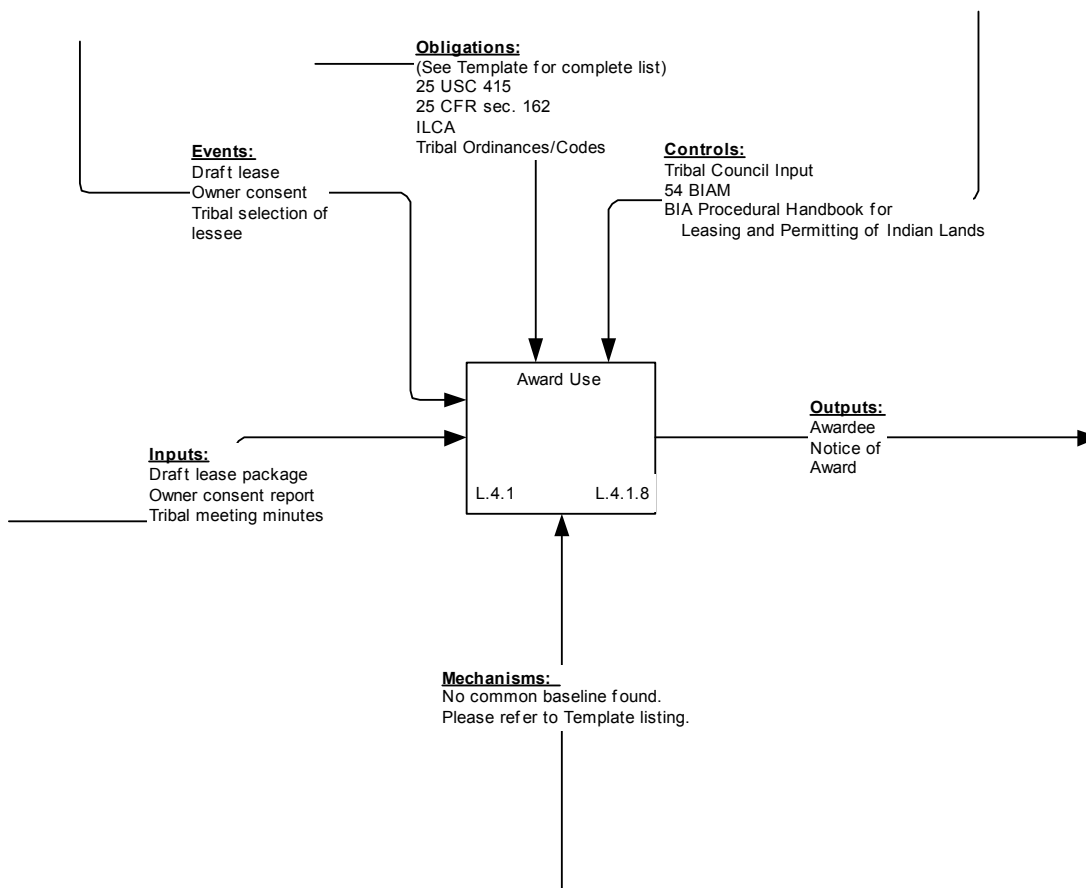 Obligations:
(See Template for complete list)
25 USC 415
25 CFR sec. 162
ILCA
Tribal Ordinances/Codes
Events:
Draft lease
Owner consent
Tribal selection of
lessee
Controls:
Tribal Council Input
54 BIAM
BIA Procedural Handbook for
Leasing and Permitting of Indian Lands
Award Use
L.4.1 L.4.1.8
Outputs:
Awardee
Notice of
Award
Inputs:
Draft lease package
Owner consent report
Tribal meeting minutes
Mechanisms:
No common baseline found.
Please refer to Template listing.